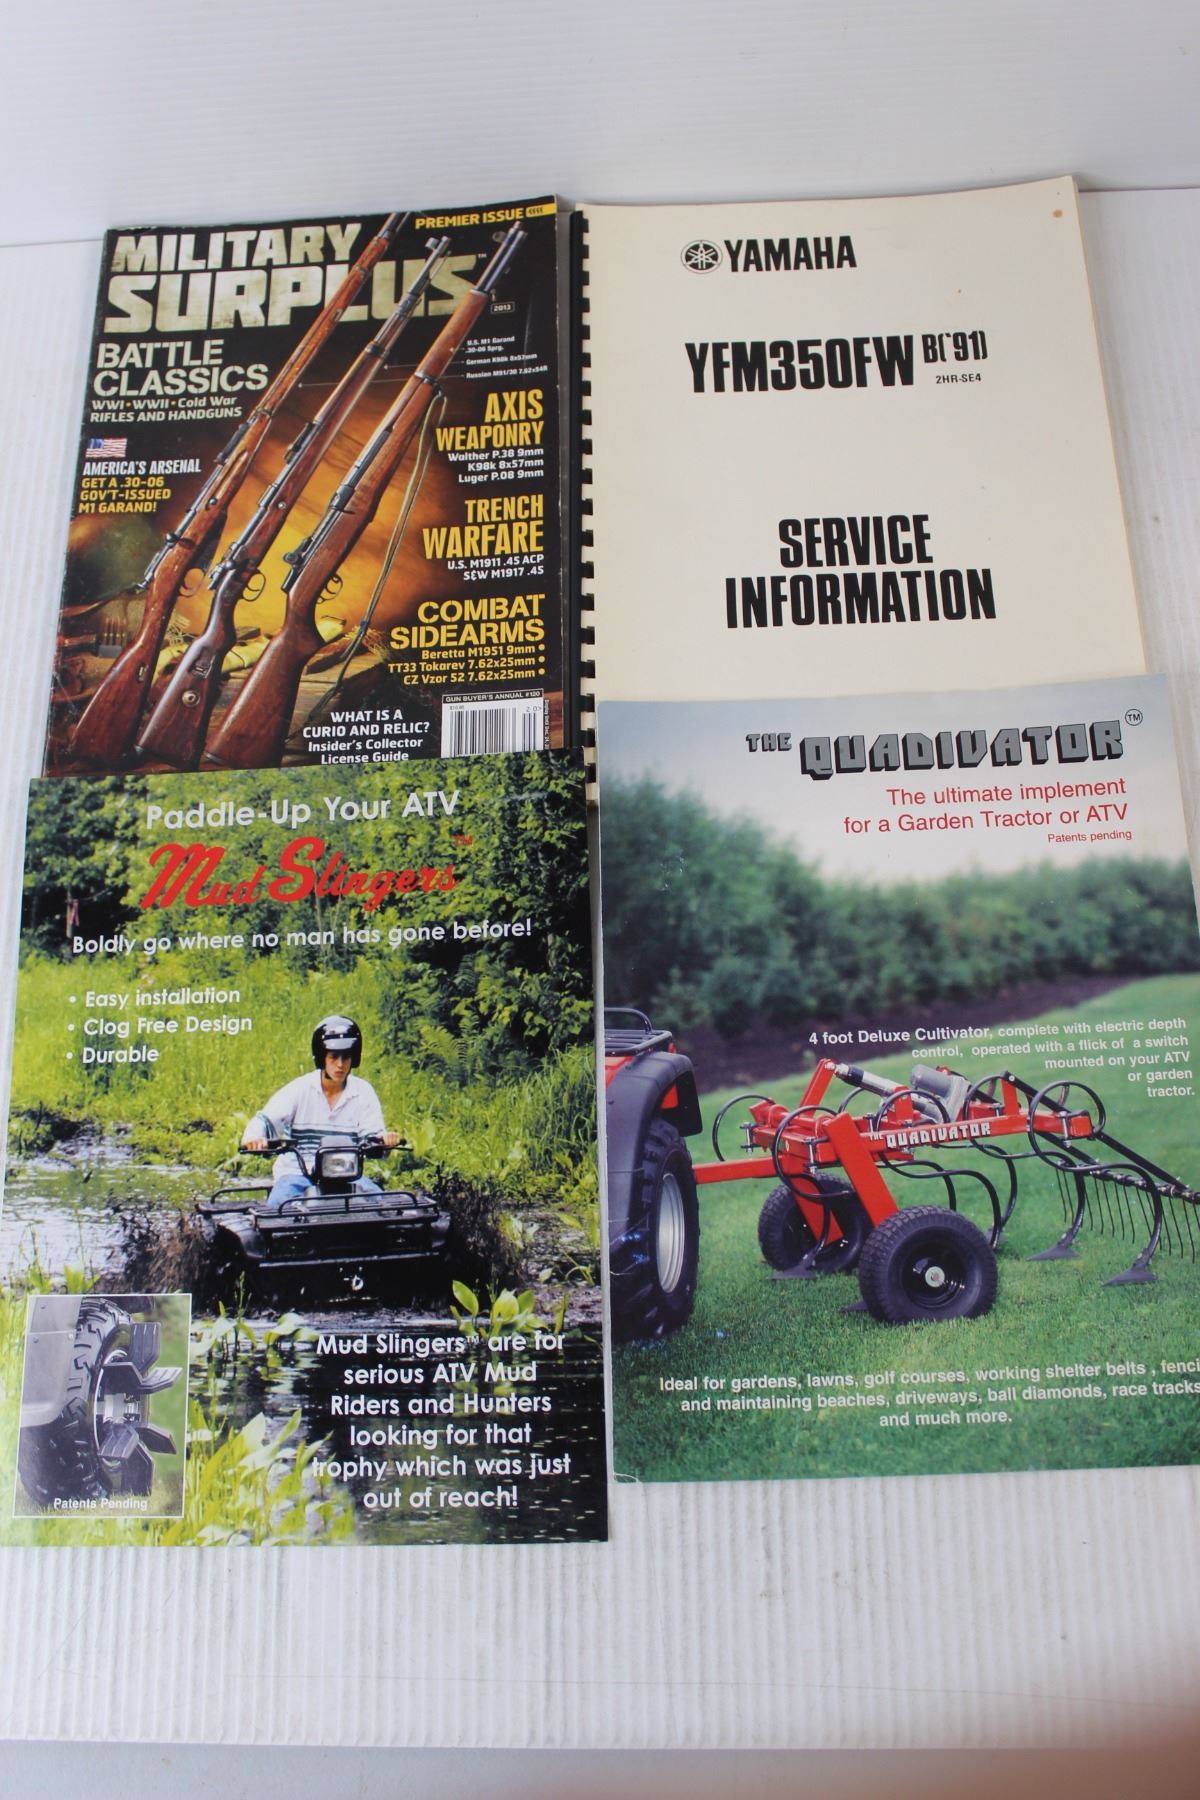 PREMIER ISSUE
MILITARY
SURPLUS™
2013
BATTLE
CLASSICS
WWI • WWII • Cold War
RIFLES AND HANDGUNS
U.S. M1 Garand
.30-06 Sprg.
German K98k 8x57mm
Russian M91/30 7.62x54R
AMERICA'S ARSENAL
GET A .30-06
GOV'T-ISSUED
M1 GARAND!
AXIS
WEAPONRY
Walther P.38 9mm
K98k 8x57mm
Luger P.08 9mm
TRENCH
WARFARE
U.S. M1911 .45 ACP
S&W M1917 .45
COMBAT
SIDEARMS
Beretta M1951 9mm •
TT33 Tokarev 7.62x25mm •
CZ Vzor 52 7.62x25mm •
GUN BUYER'S ANNUAL #120
WHAT IS A
CURIO AND RELIC?
Insider's Collector
License Guide
YAMAHA
YFM350FW B('91)
2HR-SE4
SERVICE
INFORMATION
Paddle-Up Your ATV
Mud Slingers™
Boldly go where no man has gone before!
• Easy installation
• Clog Free Design
• Durable
Mud Slingers™ are for
serious ATV Mud
Riders and Hunters
looking for that
trophy which was just
out of reach!
Patents Pending
THE QUADIVATOR™
The ultimate implement
for a Garden Tractor or ATV
Patents pending
4 foot Deluxe Cultivator, complete with electric depth
control, operated with a flick of a switch
mounted on your ATV
or garden
tractor.
THE QUADIVATOR
Ideal for gardens, lawns, golf courses, working shelter belts , fenci
and maintaining beaches, driveways, ball diamonds, race tracks
and much more.